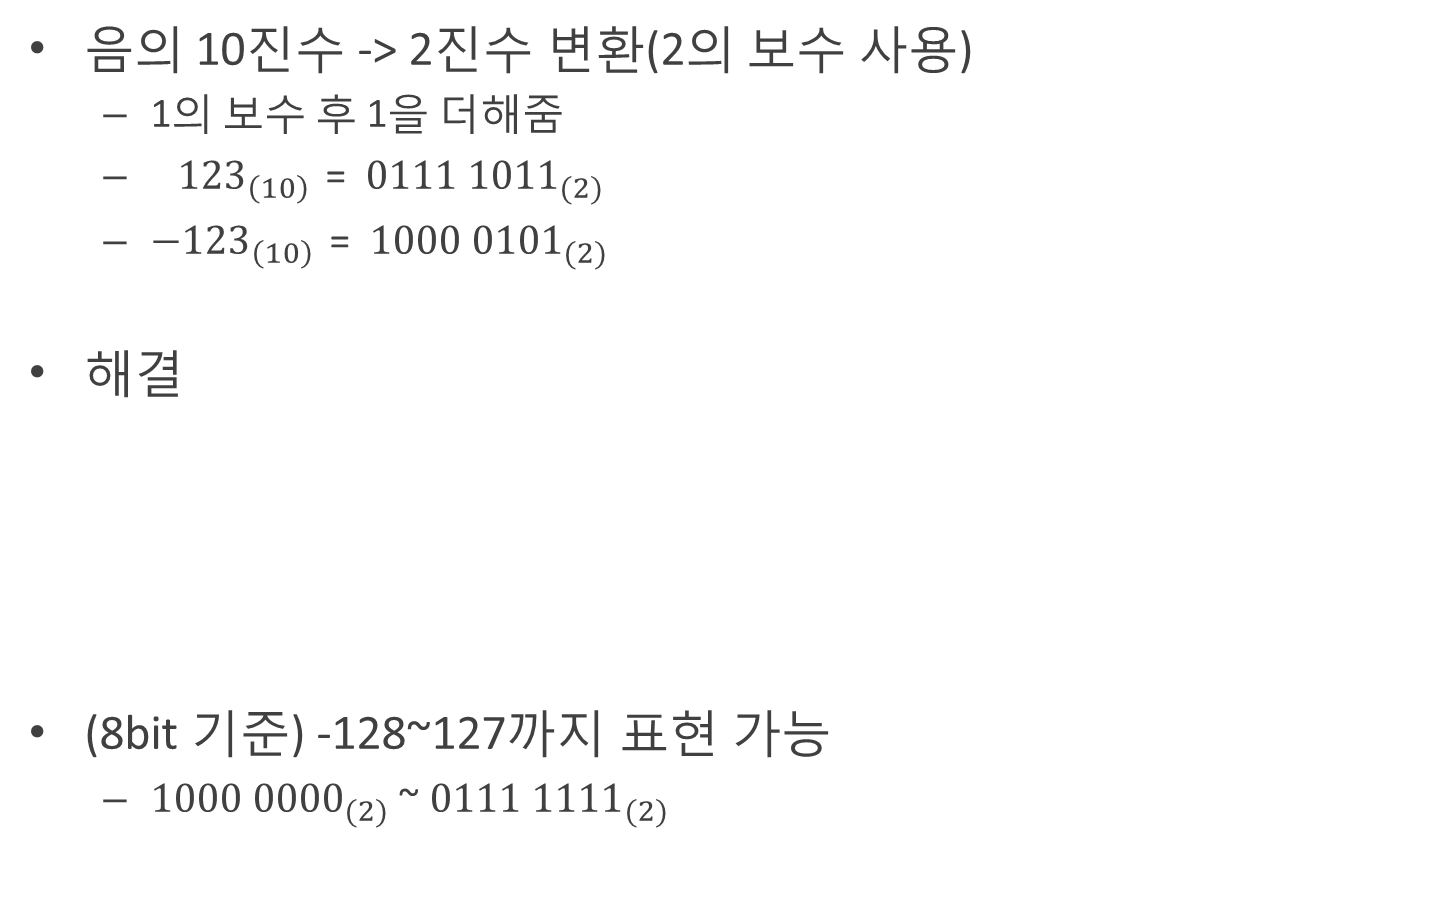 • 음의 10진수 -> 2진수 변환(2의 보수 사용)
– 1의 보수 후 1을 더해줌
– 123₍₁₀₎ = 0111 1011₍₂₎
– −123₍₁₀₎ = 1000 0101₍₂₎
• 해결
• (8bit 기준) -128~127까지 표현 가능
– 1000 0000₍₂₎ ~ 0111 1111₍₂₎